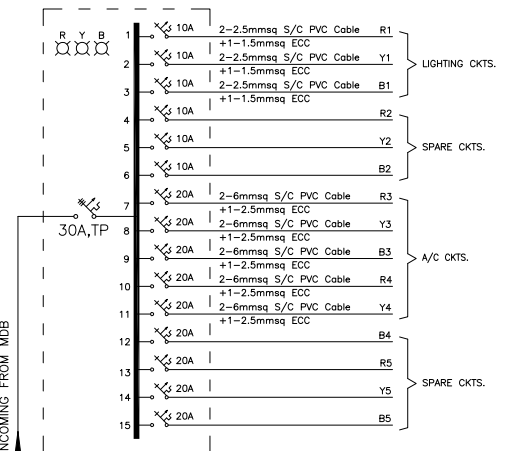 R Y B
1 10A 2-2.5mmsq S/C PVC Cable R1
+1-1.5mmsq ECC
2 10A 2-2.5mmsq S/C PVC Cable Y1
+1-1.5mmsq ECC
LIGHTING CKTS.
3 10A 2-2.5mmsq S/C PVC Cable B1
+1-1.5mmsq ECC
4 10A R2
5 10A Y2
SPARE CKTS.
6 10A B2
7 20A 2-6mmsq S/C PVC Cable R3
+1-2.5mmsq ECC
30A,TP
8 20A 2-6mmsq S/C PVC Cable Y3
+1-2.5mmsq ECC
9 20A 2-6mmsq S/C PVC Cable B3
+1-2.5mmsq ECC
A/C CKTS.
10 20A 2-6mmsq S/C PVC Cable R4
+1-2.5mmsq ECC
11 20A 2-6mmsq S/C PVC Cable Y4
+1-2.5mmsq ECC
12 20A B4
13 20A R5
SPARE CKTS.
14 20A Y5
15 20A B5
NCOMING FROM MDB